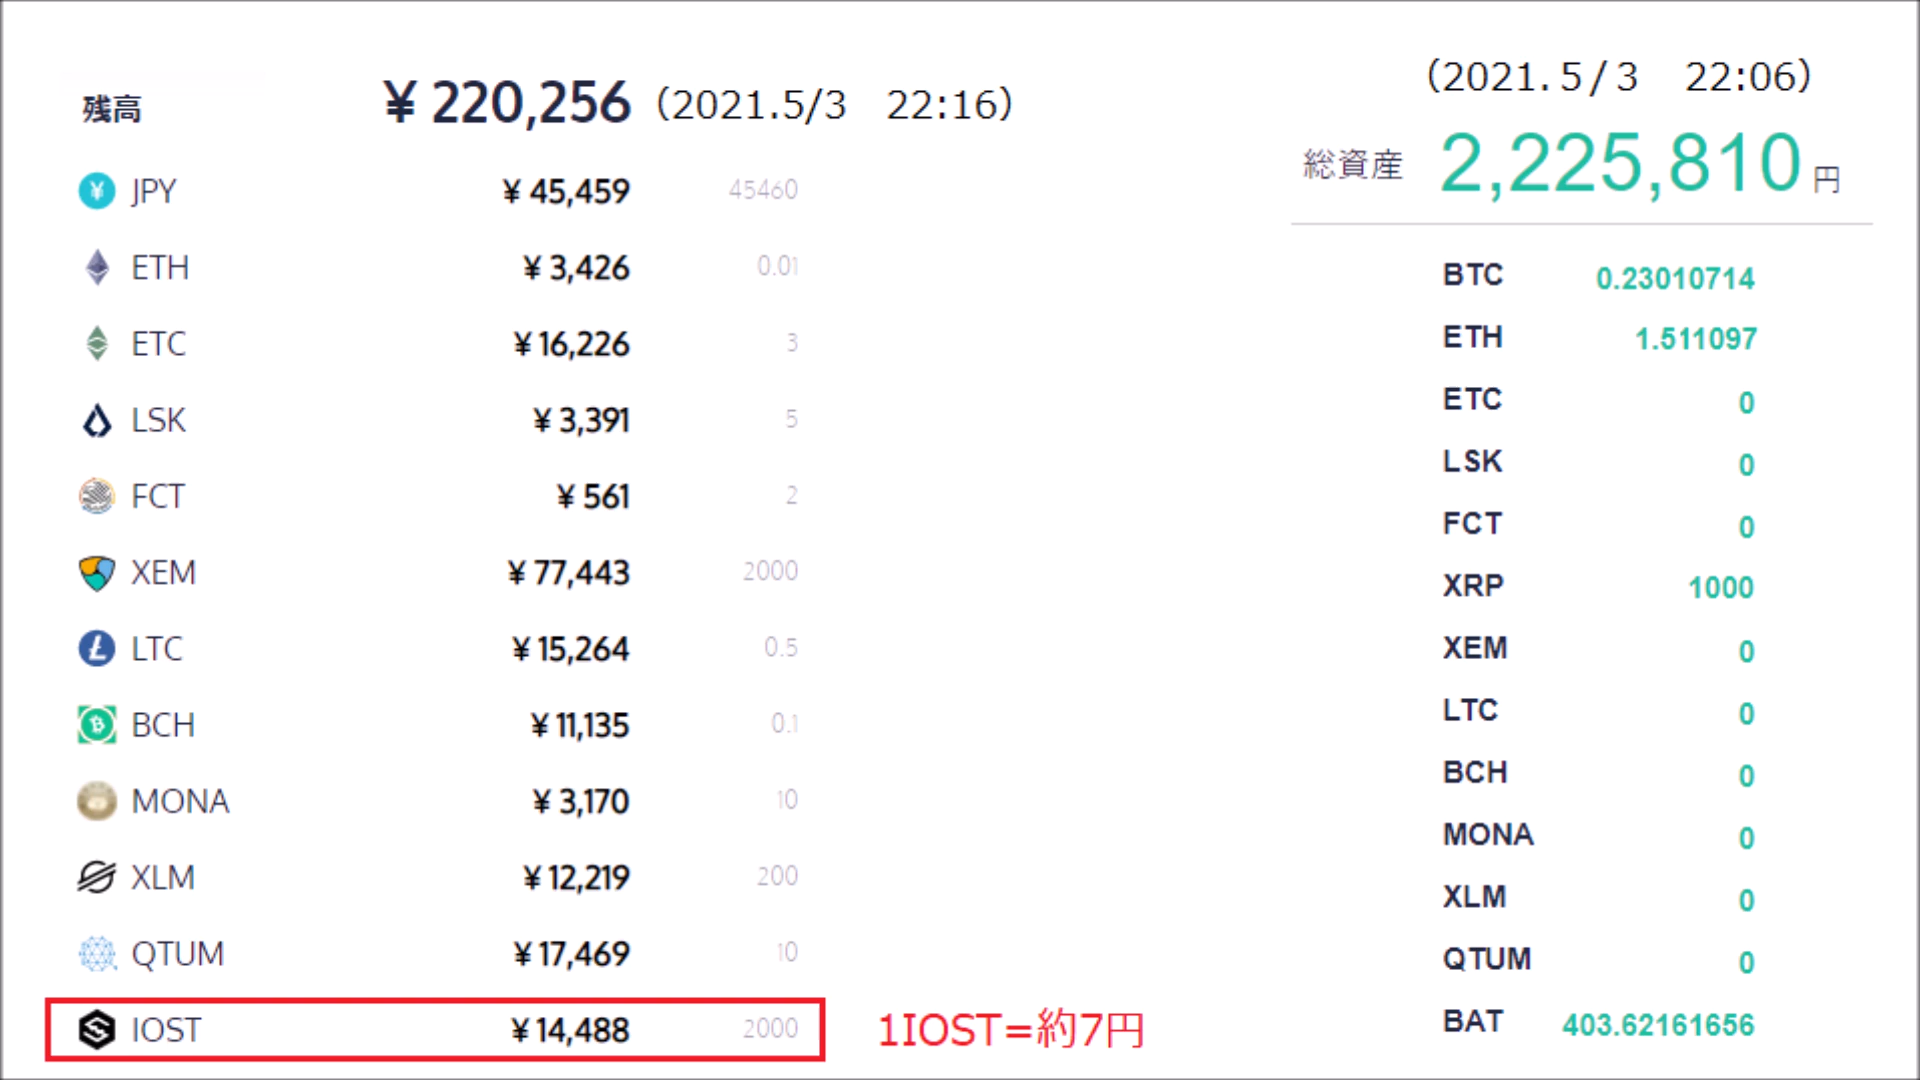 残高 ¥ 220,256 (2021.5/3 22:16)
JPY ¥ 45,459 45460
ETH ¥ 3,426 0.01
ETC ¥ 16,226 3
LSK ¥ 3,391 5
FCT ¥ 561 2
XEM ¥ 77,443 2000
LTC ¥ 15,264 0.5
BCH ¥ 11,135 0.1
MONA ¥ 3,170 10
XLM ¥ 12,219 200
QTUM ¥ 17,469 10
IOST ¥ 14,488 2000 1IOST=約7円
(2021.5/3 22:06)
総資産 2,225,810 円
BTC 0.23010714
ETH 1.511097
ETC 0
LSK 0
FCT 0
XRP 1000
XEM 0
LTC 0
BCH 0
MONA 0
XLM 0
QTUM 0
BAT 403.62161656